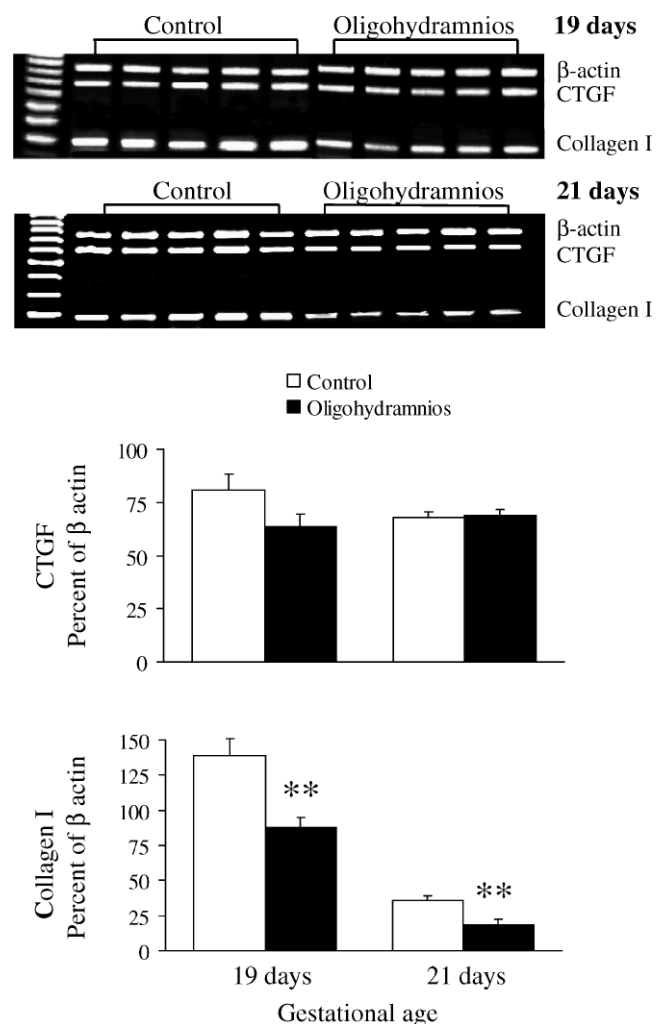 Control Oligohydramnios 19 days
β-actin
CTGF
Collagen I
Control Oligohydramnios 21 days
β-actin
CTGF
Collagen I
Control
Oligohydramnios
CTGF
Percent of β actin
100
75
50
25
0
Collagen I
Percent of β actin
150
125
100
75
50
25
0
**
**
19 days 21 days
Gestational age